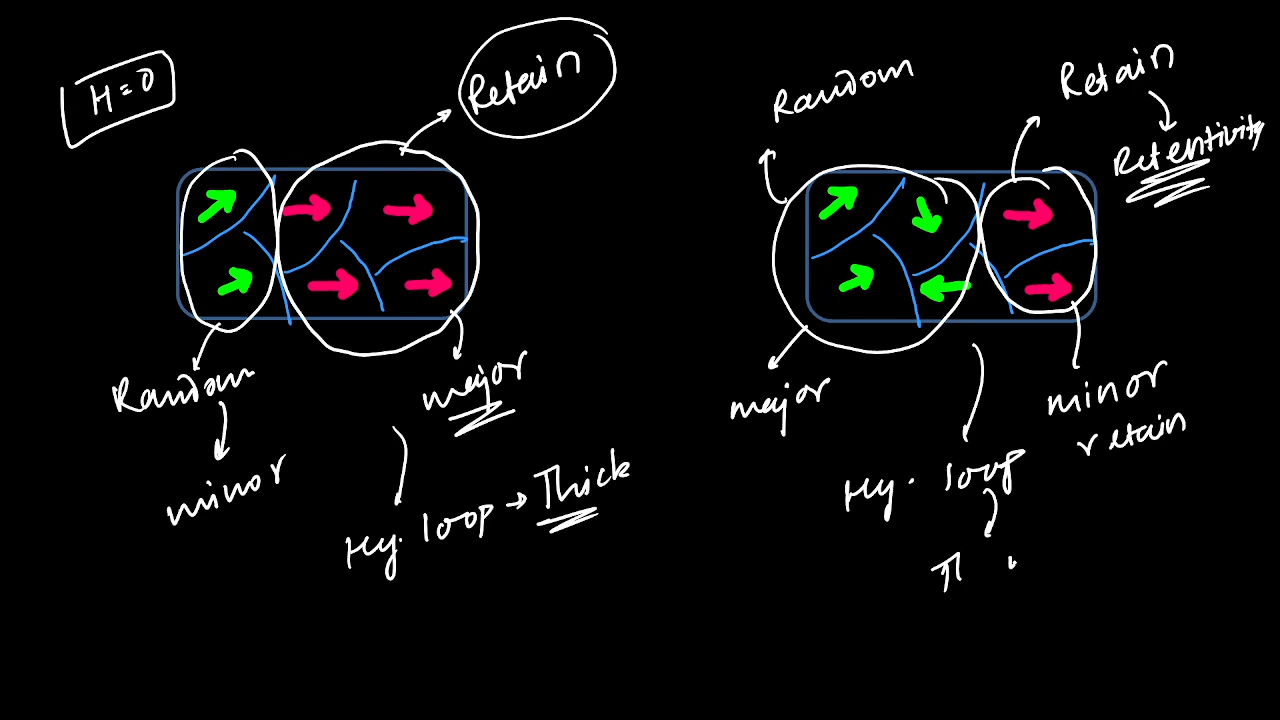 H=0
Retain
Random
minor
major
Hy. loop → Thick
Random
Retain
Retentivity
major
minor
retain
Hy. loop